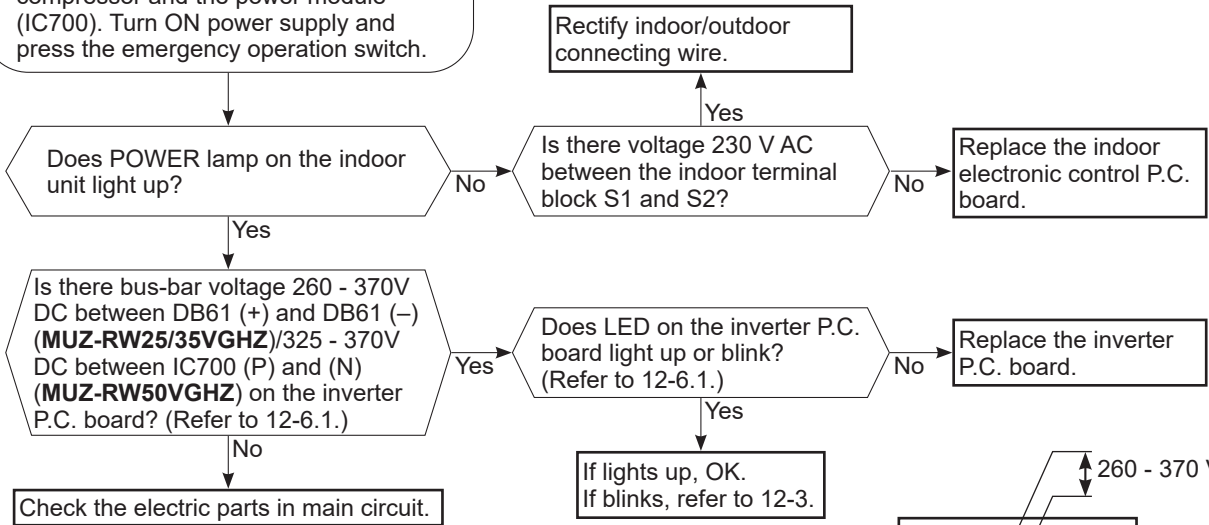 compressor and the power module
(IC700). Turn ON power supply and
press the emergency operation switch.
Rectify indoor/outdoor
connecting wire.
Yes
Does POWER lamp on the indoor
unit light up?
No
Is there voltage 230 V AC
between the indoor terminal
block S1 and S2?
No
Replace the indoor
electronic control P.C.
board.
Yes
Is there bus-bar voltage 260 - 370V
DC between DB61 (+) and DB61 (–)
(MUZ-RW25/35VGHZ)/325 - 370V
DC between IC700 (P) and (N)
(MUZ-RW50VGHZ) on the inverter
P.C. board? (Refer to 12-6.1.)
Yes
Does LED on the inverter P.C.
board light up or blink?
(Refer to 12-6.1.)
No
Replace the inverter
P.C. board.
Yes
No
If lights up, OK.
If blinks, refer to 12-3.
Check the electric parts in main circuit.
260 - 370 V